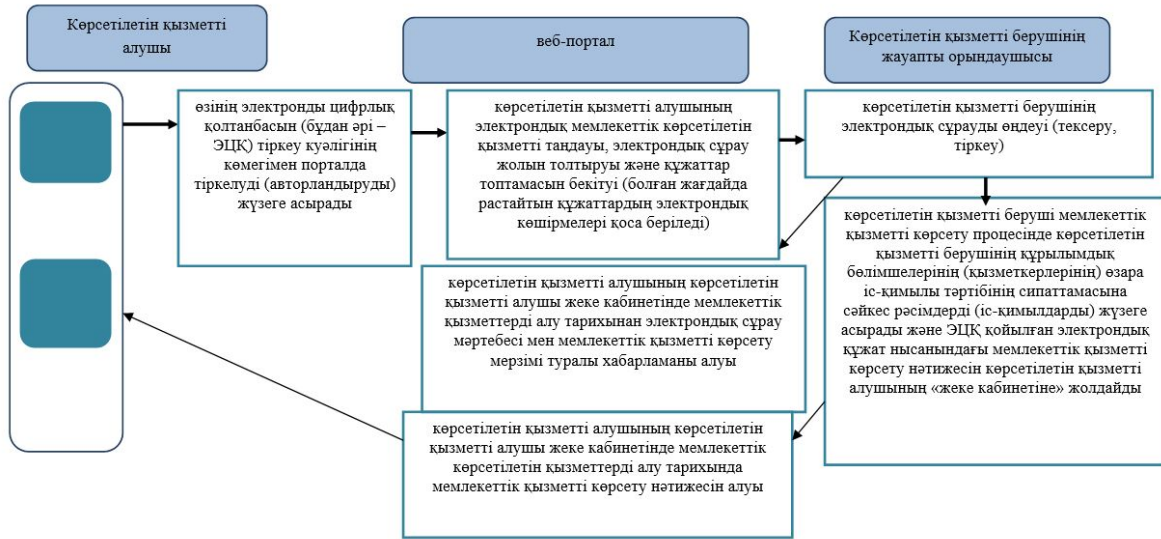 Көрсетілетін қызметті
алушы
веб-портал
Көрсетілетін қызметті берушінің
жауапты орындаушысы
өзінің электронды цифрлық
қолтанбасын (бұдан әрі –
ЭЦҚ) тіркеу куәлігінің
көмегімен порталда
тіркелуді (авторландыруды)
жүзеге асырады
көрсетілетін қызметті алушының
электрондық мемлекеттік көрсетілетін
қызметті таңдауы, электрондық сұрау
жолын толтыруы және құжаттар
топтамасын бекітуі (болған жағдайда
растайтын құжаттардың электрондық
көшірмелері қоса беріледі)
көрсетілетін қызметті берушінің
электрондық сұрауды өңдеуі (тексеру,
тіркеу)
көрсетілетін қызметті беруші мемлекеттік
қызметті көрсету процесінде көрсетілетін
қызметті берушінің құрылымдық
бөлімшелерінің (қызметкерлерінің) өзара
іс-қимылы тәртібінің сипаттамасына
сәйкес рәсімдерді (іс-қимылдарды) жүзеге
асырады және ЭЦҚ қойылған электрондық
құжат нысанындағы мемлекеттік қызметті
көрсету нәтижесін көрсетілетін қызметті
алушының «жеке кабинетіне» жолдайды
көрсетілетін қызметті алушының көрсетілетін
қызметті алушы жеке кабинетінде мемлекеттік
қызметтерді алу тарихынан электрондық сұрау
мәртебесі мен мемлекеттік қызметті көрсету
мерзімі туралы хабарламаны алуы
көрсетілетін қызметті алушының көрсетілетін
қызметті алушы жеке кабинетінде мемлекеттік
көрсетілетін қызметтерді алу тарихында
мемлекеттік қызметті көрсету нәтижесін алуы